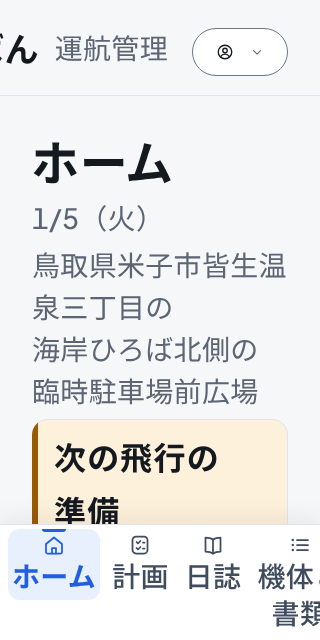 ん 運航管理
ホーム
1/5（火）
鳥取県米子市皆生温
泉三丁目の
海岸ひろば北側の
臨時駐車場前広場
次の飛行の
準備
ホーム 計画 日誌 機体
書類